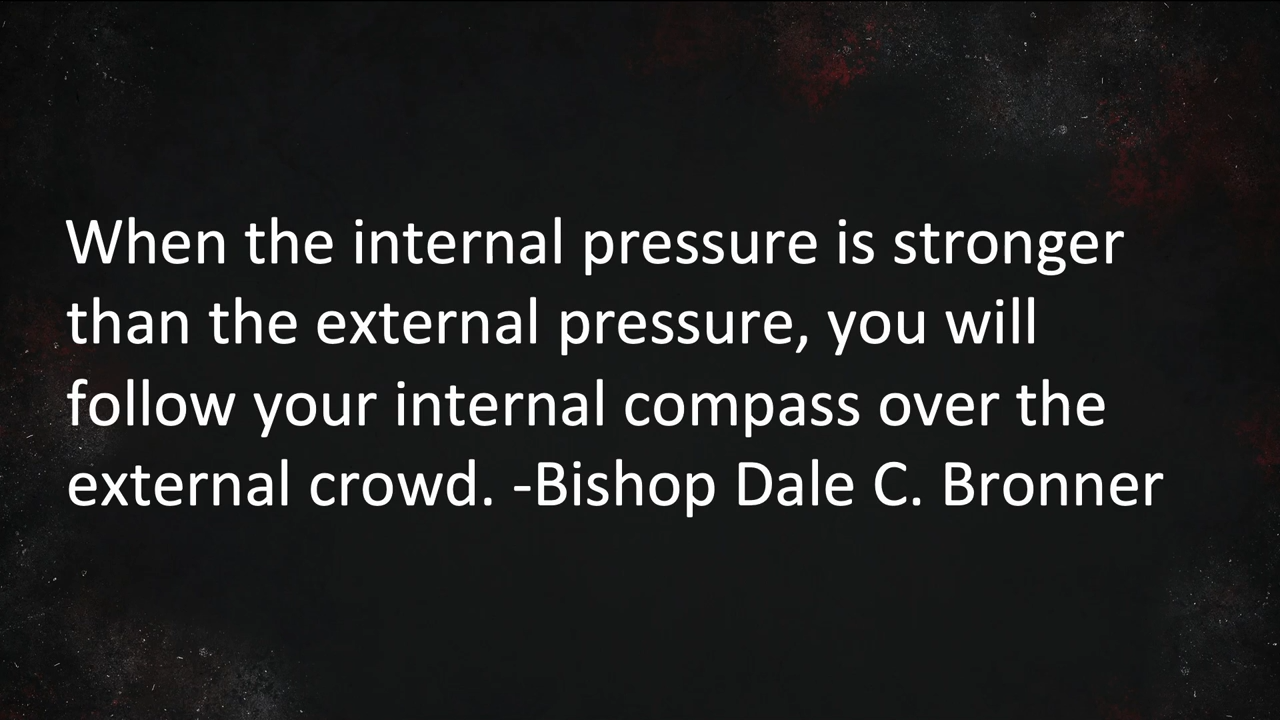 When the internal pressure is stronger
than the external pressure, you will
follow your internal compass over the
external crowd. -Bishop Dale C. Bronner